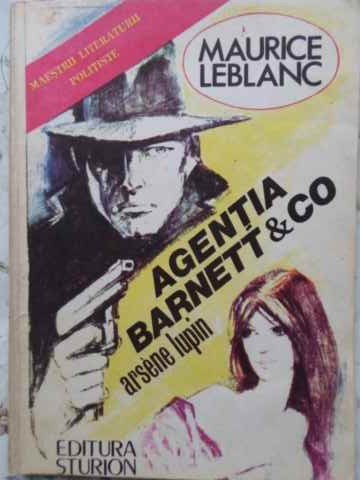 MAEȘTRII LITERATURII
POLIȚISTE
MAURICE
LEBLANC
AGENȚIA
BARNETT & CO
arsène lupin
EDITURA
STURION